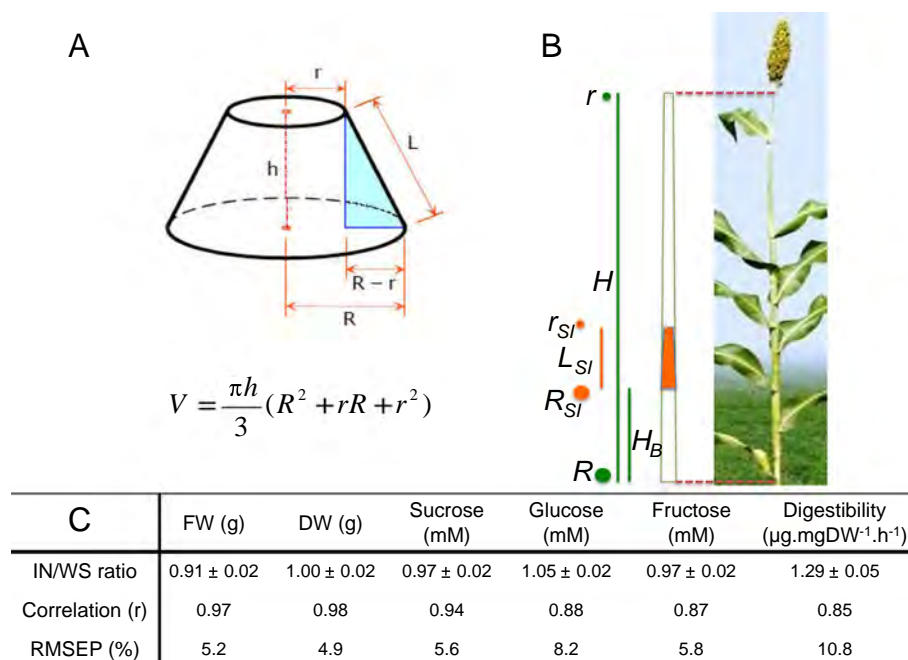 A
r
L
h
R – r
R
V = πh/3 (R² + rR + r²)
B
r
H
r_SI
L_SI
R_SI
H_B
R
C FW (g) DW (g) Sucrose (mM) Glucose (mM) Fructose (mM) Digestibility (µg.mgDW⁻¹.h⁻¹)
IN/WS ratio 0.91 ± 0.02 1.00 ± 0.02 0.97 ± 0.02 1.05 ± 0.02 0.97 ± 0.02 1.29 ± 0.05
Correlation (r) 0.97 0.98 0.94 0.88 0.87 0.85
RMSEP (%) 5.2 4.9 5.6 8.2 5.8 10.8